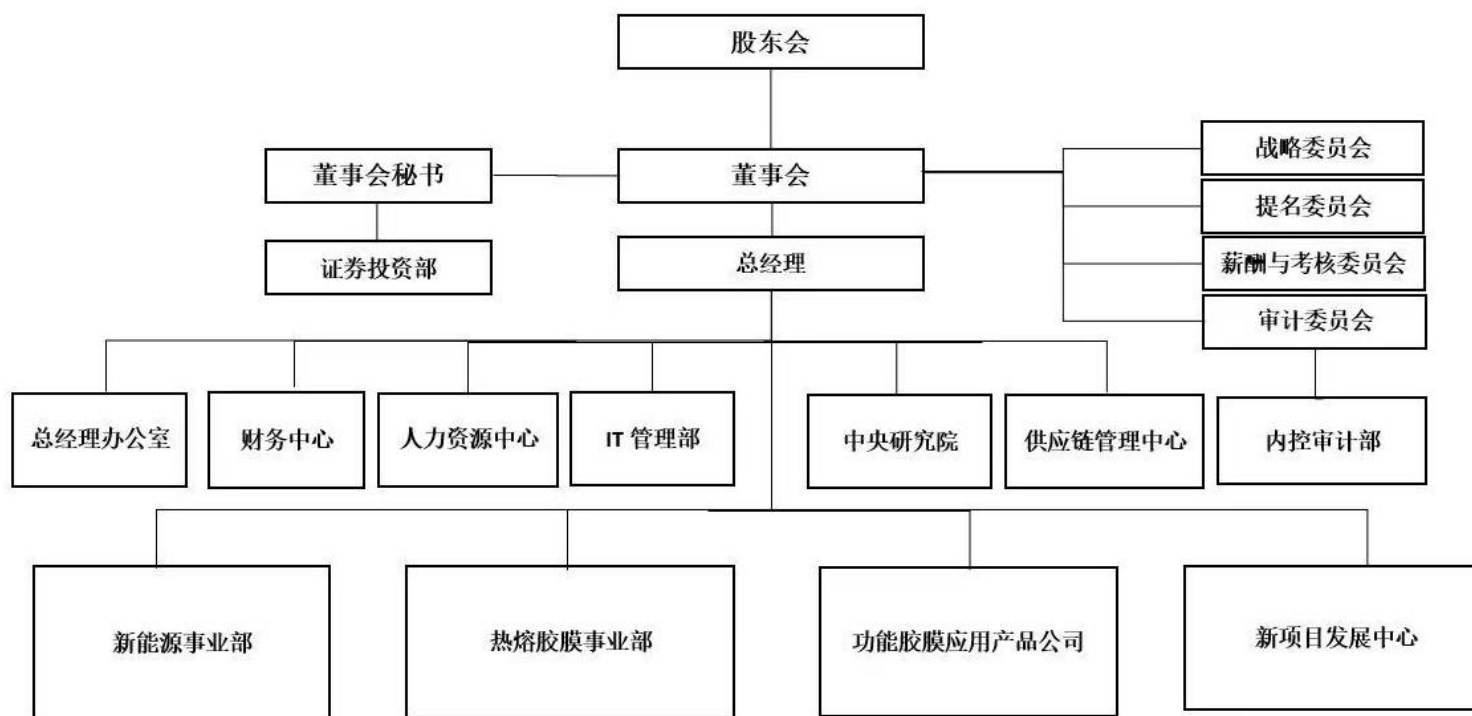 股东会
董事会秘书
董事会
战略委员会
提名委员会
证券投资部
总经理
薪酬与考核委员会
审计委员会
总经理办公室
财务中心
人力资源中心
IT 管理部
中央研究院
供应链管理中心
内控审计部
新能源事业部
热熔胶膜事业部
功能胶膜应用产品公司
新项目发展中心